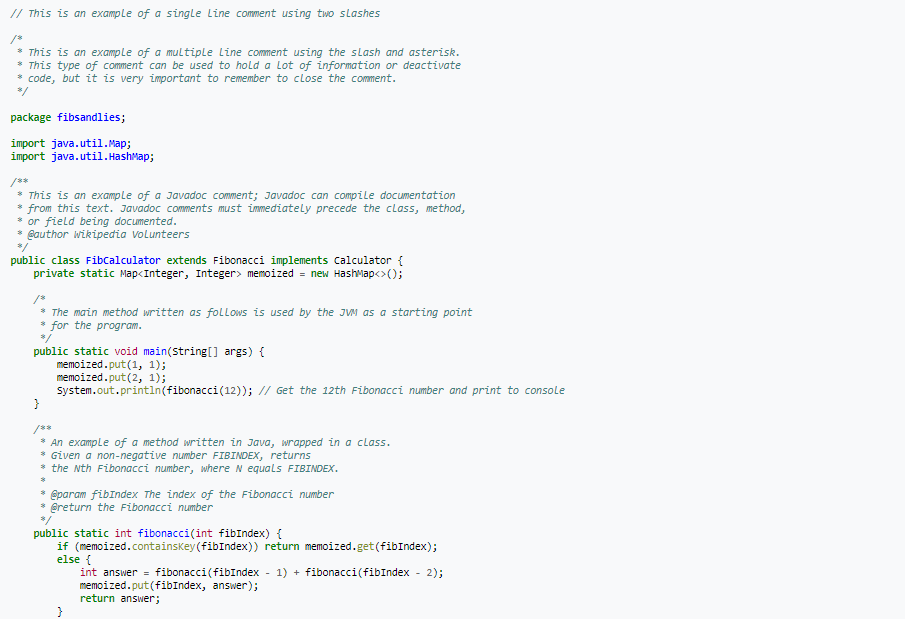 // This is an example of a single line comment using two slashes

/*
 * This is an example of a multiple line comment using the slash and asterisk.
 * This type of comment can be used to hold a lot of information or deactivate
 * code, but it is very important to remember to close the comment.
 */

package fibsandlies;

import java.util.Map;
import java.util.HashMap;

/**
 * This is an example of a Javadoc comment; Javadoc can compile documentation
 * from this text. Javadoc comments must immediately precede the class, method,
 * or field being documented.
 * @author Wikipedia Volunteers
 */
public class FibCalculator extends Fibonacci implements Calculator {
    private static Map<Integer, Integer> memoized = new HashMap<>();

    /*
     * The main method written as follows is used by the JVM as a starting point
     * for the program.
     */
    public static void main(String[] args) {
        memoized.put(1, 1);
        memoized.put(2, 1);
        System.out.println(fibonacci(12)); // Get the 12th Fibonacci number and print to console
    }

    /**
     * An example of a method written in Java, wrapped in a class.
     * Given a non-negative number FIBINDEX, returns
     * the Nth Fibonacci number, where N equals FIBINDEX.
     *
     * @param fibIndex The index of the Fibonacci number
     * @return the Fibonacci number
     */
    public static int fibonacci(int fibIndex) {
        if (memoized.containsKey(fibIndex)) return memoized.get(fibIndex);
        else {
            int answer = fibonacci(fibIndex - 1) + fibonacci(fibIndex - 2);
            memoized.put(fibIndex, answer);
            return answer;
        }